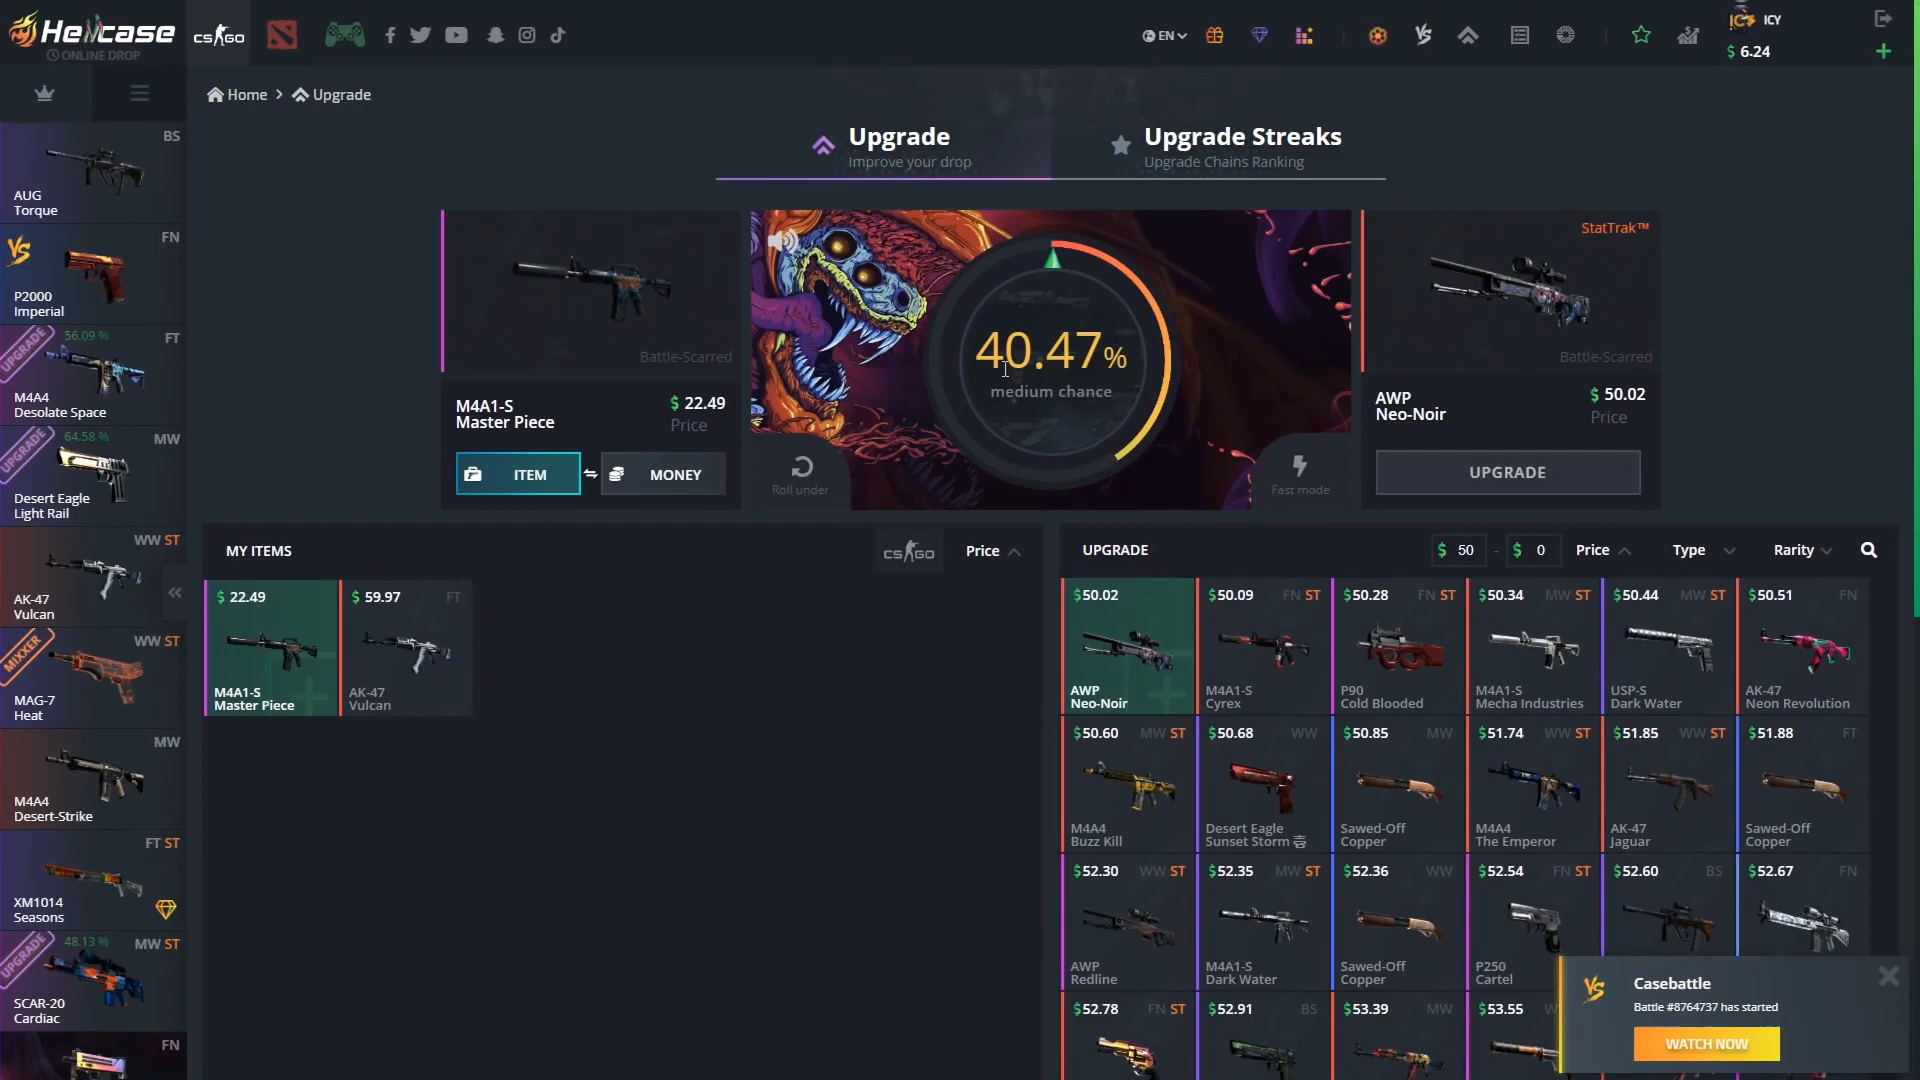 Hellcase
ONLINE DROP
CS GO
EN
ICY
$ 6.24
Home > Upgrade
Upgrade
Improve your drop
Upgrade Streaks
Upgrade Chains Ranking
BS
AUG
Torque
VS
FN
P2000
Imperial
UPGRADE
56.09 %
FT
M4A4
Desolate Space
UPGRADE
64.58 %
MW
Desert Eagle
Light Rail
WW ST
AK-47
Vulcan
MIXXER
WW ST
MAG-7
Heat
MW
M4A4
Desert-Strike
FT ST
XM1014
Seasons
UPGRADE
48.13 %
MW ST
SCAR-20
Cardiac
FN
Battle-Scarred
M4A1-S
Master Piece
$ 22.49
Price
ITEM
MONEY
40.47%
medium chance
Roll under
Fast mode
StatTrak™
Battle-Scarred
AWP
Neo-Noir
$ 50.02
Price
UPGRADE
MY ITEMS
CS GO
Price
$ 22.49
M4A1-S
Master Piece
$ 59.97 FT
AK-47
Vulcan
UPGRADE
$ 50 - $ 0
Price
Type
Rarity
$50.02
AWP
Neo-Noir
$50.09 FN ST
M4A1-S
Cyrex
$50.28 FN ST
P90
Cold Blooded
$50.34 MW ST
M4A1-S
Mecha Industries
$50.44 MW ST
USP-S
Dark Water
$50.51 FN
AK-47
Neon Revolution
$50.60 MW ST
M4A4
Buzz Kill
$50.68 WW
Desert Eagle
Sunset Storm 壱
$50.85 MW
Sawed-Off
Copper
$51.74 WW ST
M4A4
The Emperor
$51.85 WW ST
AK-47
Jaguar
$51.88 FT
Sawed-Off
Copper
$52.30 WW ST
AWP
Redline
$52.35 MW ST
M4A1-S
Dark Water
$52.36 WW
Sawed-Off
Copper
$52.54 FN ST
P250
Cartel
$52.60 BS
$52.67 FN
$52.78 FN ST
$52.91 BS
$53.39 MW
$53.55
VS
Casebattle
Battle #8764737 has started
WATCH NOW